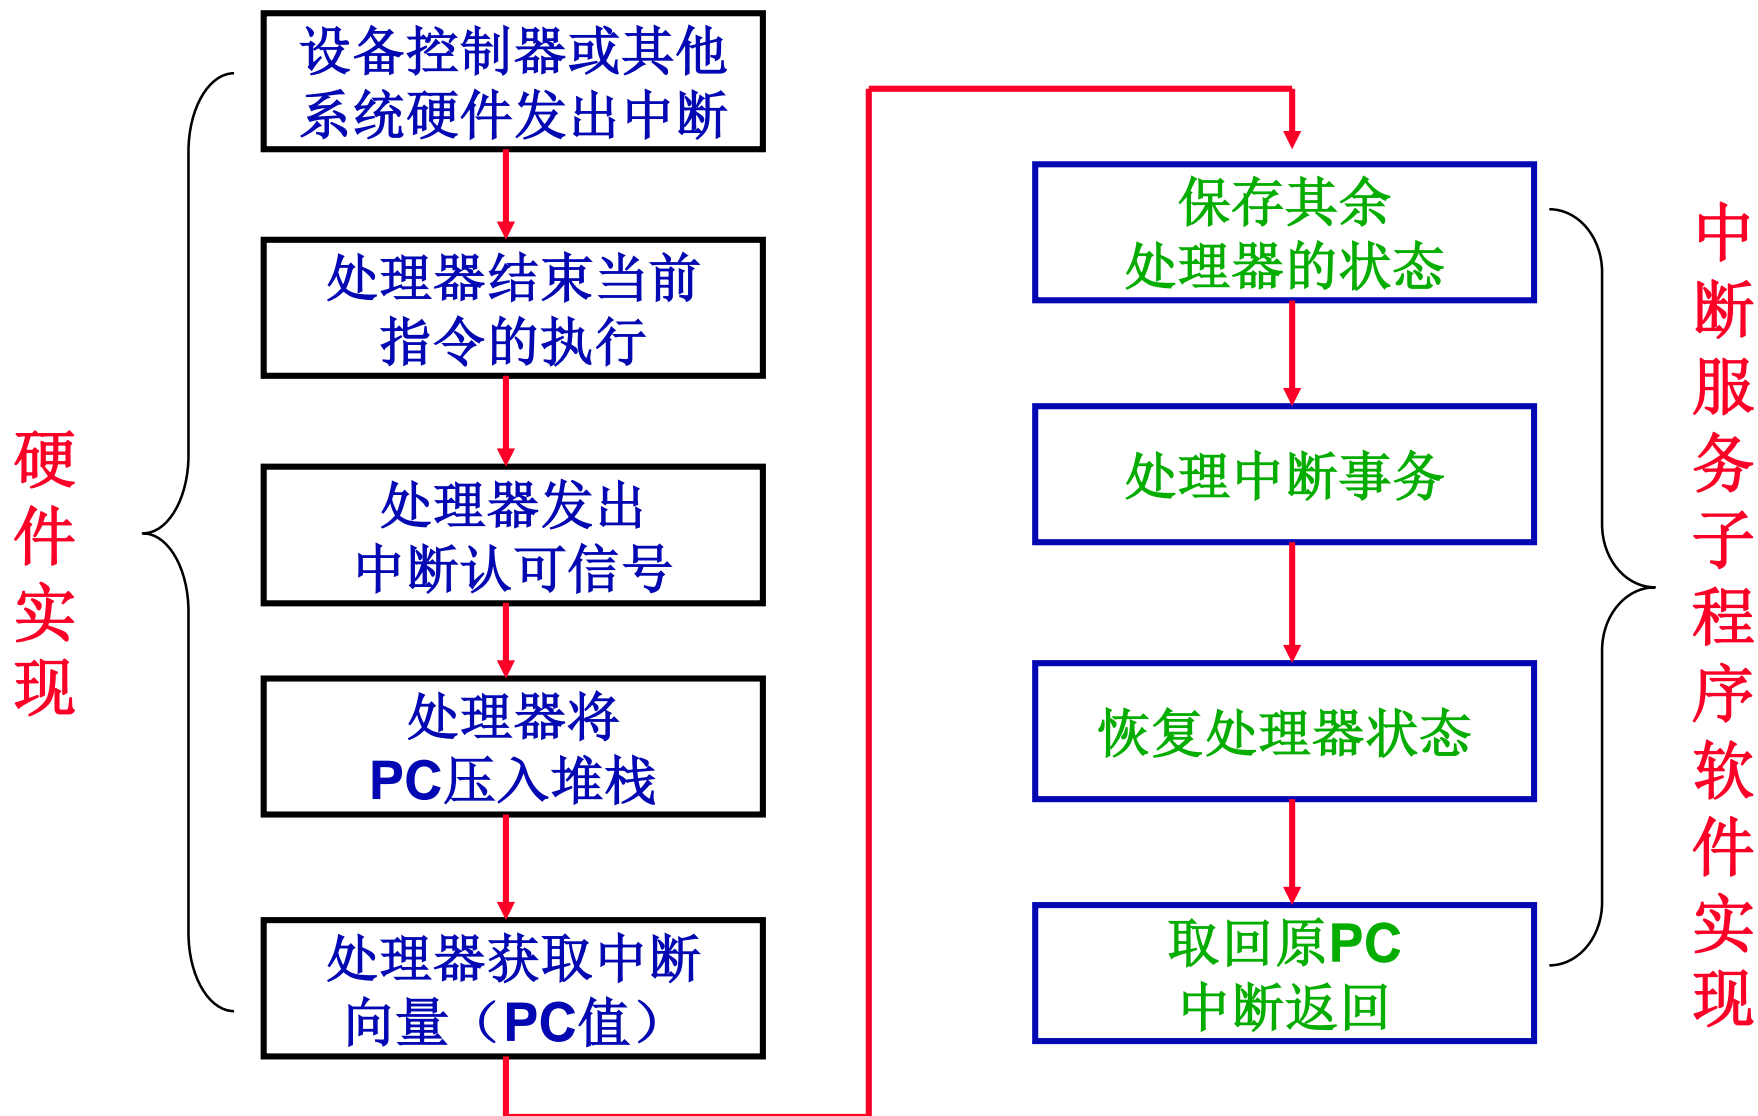 硬件实现
设备控制器或其他
系统硬件发出中断
处理器结束当前
指令的执行
处理器发出
中断认可信号
处理器将
PC压入堆栈
处理器获取中断
向量（PC值）
保存其余
处理器的状态
处理中断事务
恢复处理器状态
取回原PC
中断返回
中断服务子程序软件实现